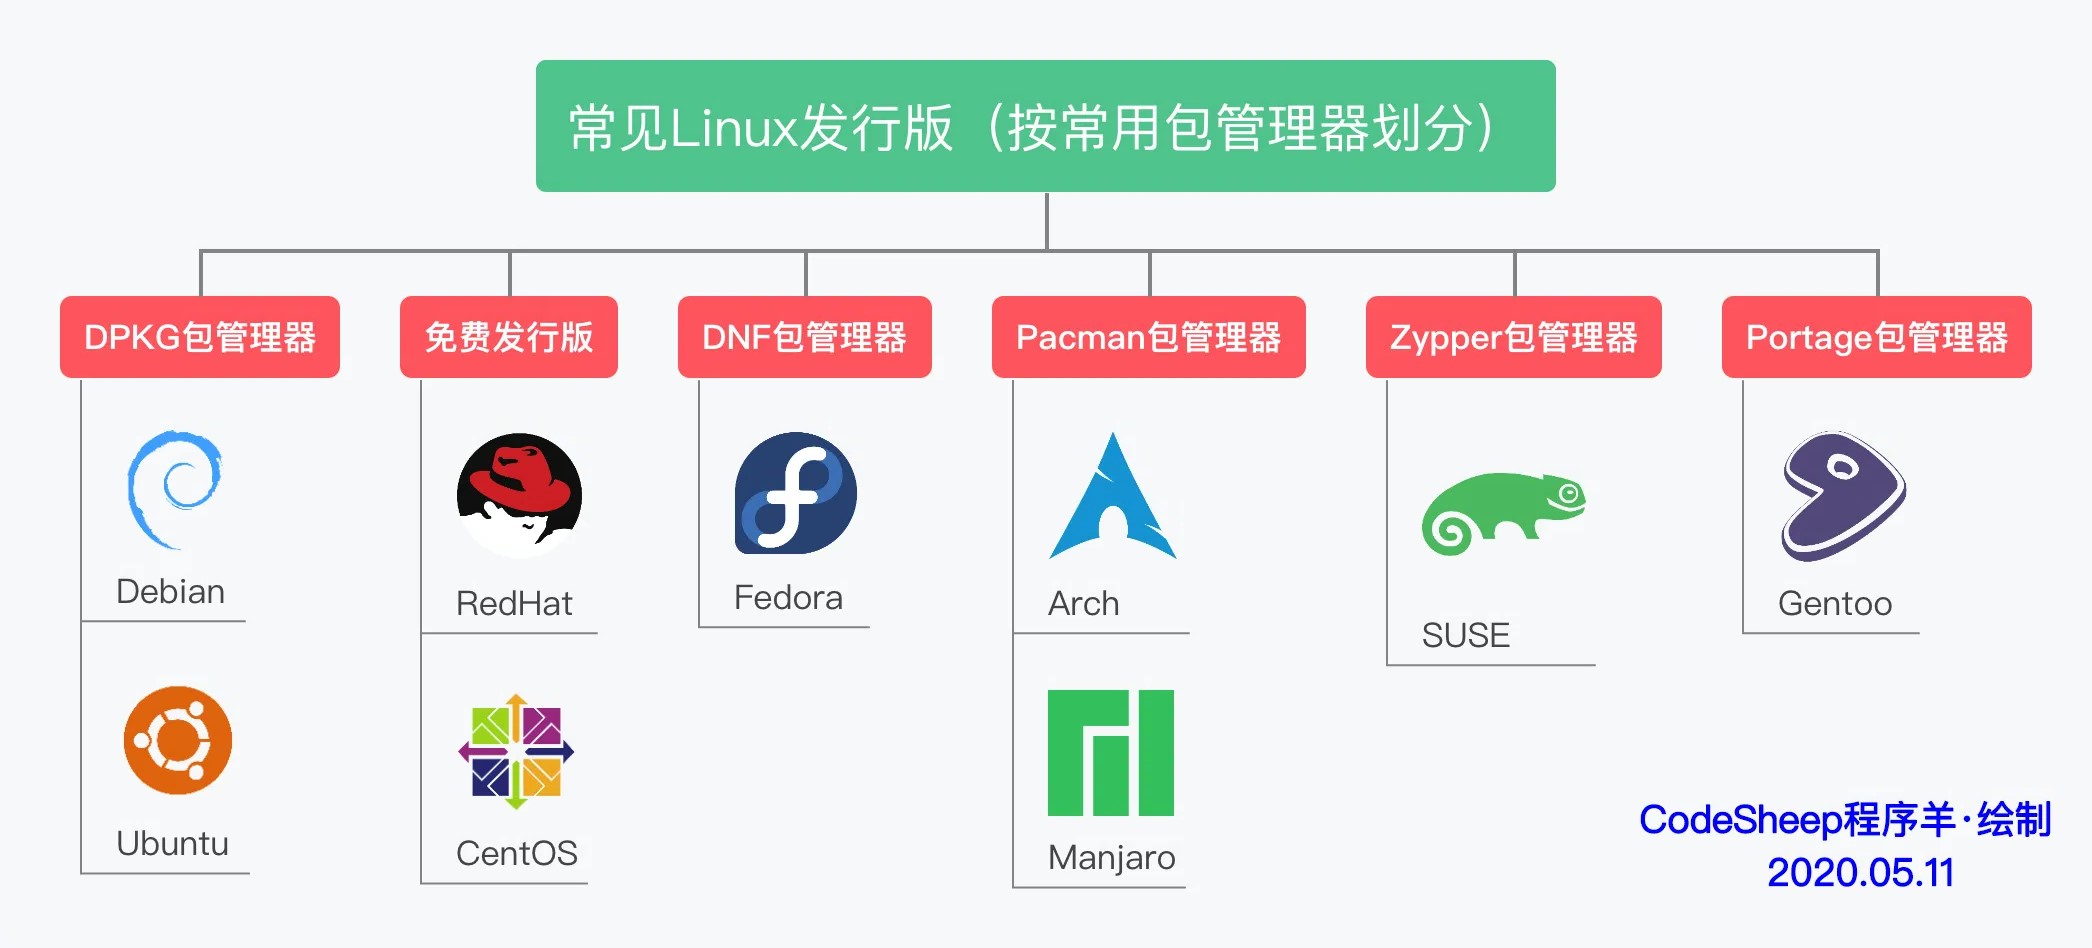 常见Linux发行版（按常用包管理器划分）
DPKG包管理器
免费发行版
DNF包管理器
Pacman包管理器
Zypper包管理器
Portage包管理器
Debian
RedHat
Fedora
Arch
SUSE
Gentoo
Ubuntu
CentOS
Manjaro
CodeSheep程序羊·绘制
2020.05.11